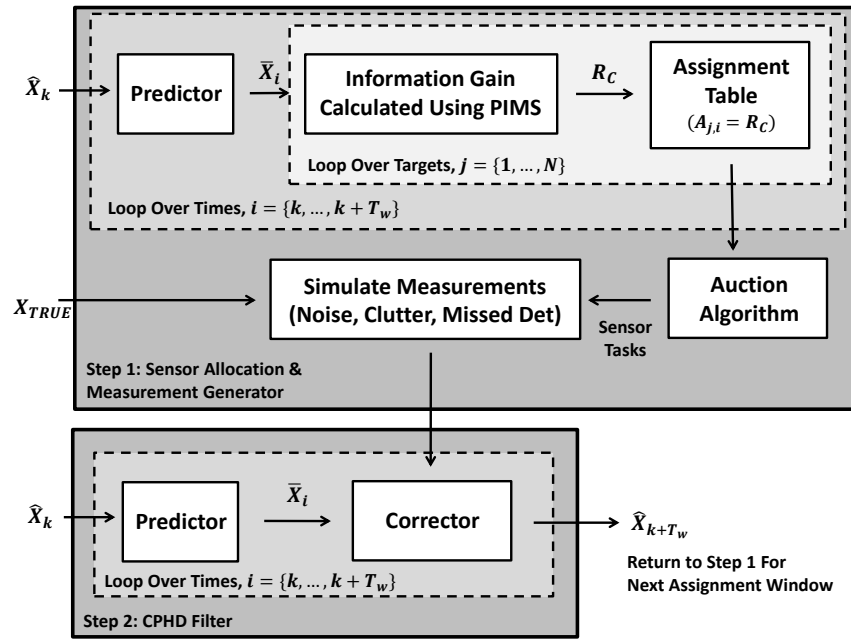 X̂_k
Predictor
X̅_i
Information Gain
Calculated Using PIMS
R_C
Assignment
Table
(A_{j,i} = R_C)
Loop Over Targets, j = {1, …, N}
Loop Over Times, i = {k, …, k + T_w}
X_{TRUE}
Simulate Measurements
(Noise, Clutter, Missed Det)
Sensor
Tasks
Auction
Algorithm
Step 1: Sensor Allocation &
Measurement Generator
X̂_k
Predictor
X̅_i
Corrector
X̂_{k+T_w}
Loop Over Times, i = {k, …, k + T_w}
Return to Step 1 For
Next Assignment Window
Step 2: CPHD Filter